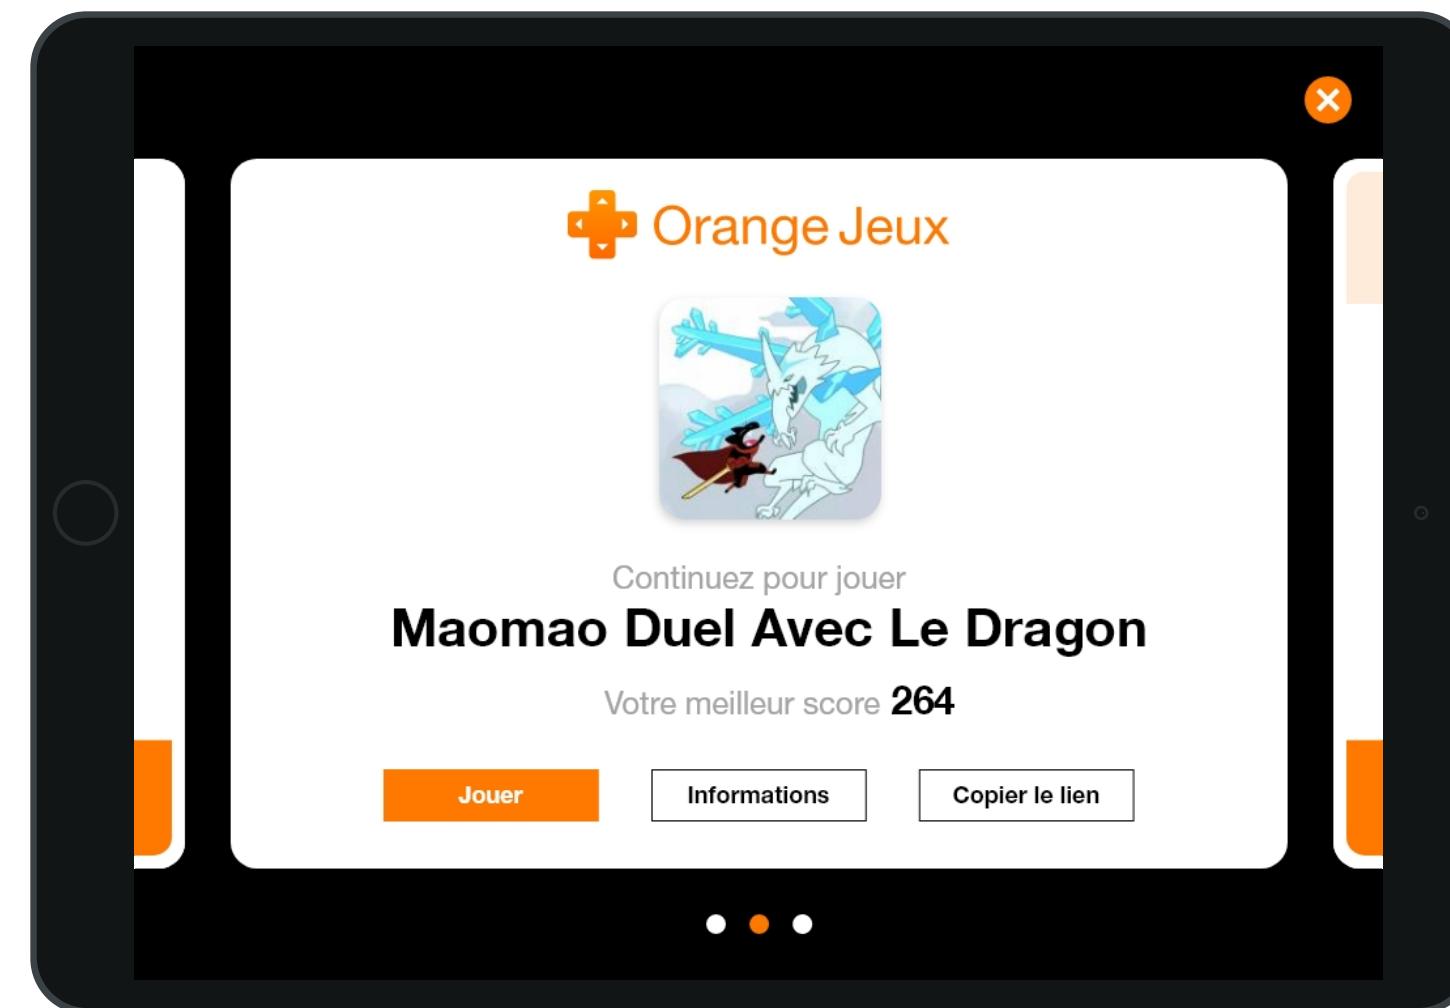 Orange Jeux
Continuez pour jouer
Maomao Duel Avec Le Dragon
Votre meilleur score 264
Jouer
Informations
Copier le lien